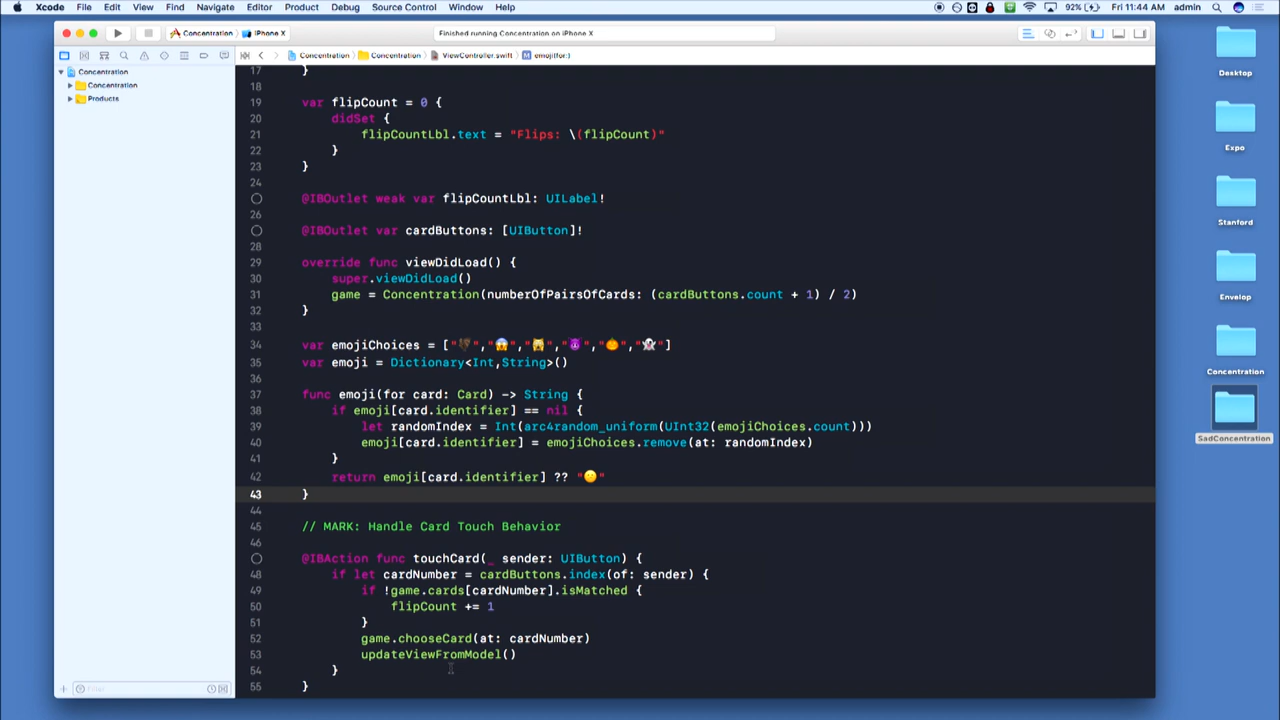 Xcode File Edit View Find Navigate Editor Product Debug Source Control Window Help 92% Fri 11:44 AM admin
Concentration iPhone X Finished running Concentration on iPhone X
Concentration Concentration ViewController.swift M emoji(for:)
Concentration
Concentration
Products
17 }
18
19 var flipCount = 0 {
20 didSet {
21 flipCountLbl.text = "Flips: \(flipCount)"
22 }
23 }
24
@IBOutlet weak var flipCountLbl: UILabel!
26
@IBOutlet var cardButtons: [UIButton]!
28
29 override func viewDidLoad() {
30 super.viewDidLoad()
31 game = Concentration(numberOfPairsOfCards: (cardButtons.count + 1) / 2)
32 }
33
34 var emojiChoices = ["🦇","😱","🙀","😈","🎃","👻"]
35 var emoji = Dictionary<Int,String>()
36
37 func emoji(for card: Card) -> String {
38 if emoji[card.identifier] == nil {
39 let randomIndex = Int(arc4random_uniform(UInt32(emojiChoices.count)))
40 emoji[card.identifier] = emojiChoices.remove(at: randomIndex)
41 }
42 return emoji[card.identifier] ?? "😶"
43 }
44
45 // MARK: Handle Card Touch Behavior
46
@IBAction func touchCard(_ sender: UIButton) {
48 if let cardNumber = cardButtons.index(of: sender) {
49 if !game.cards[cardNumber].isMatched {
50 flipCount += 1
51 }
52 game.chooseCard(at: cardNumber)
53 updateViewFromModel()
54 }
55 }
Filter
Desktop
Expo
Stanford
Envelop
Concentration
SadConcentration